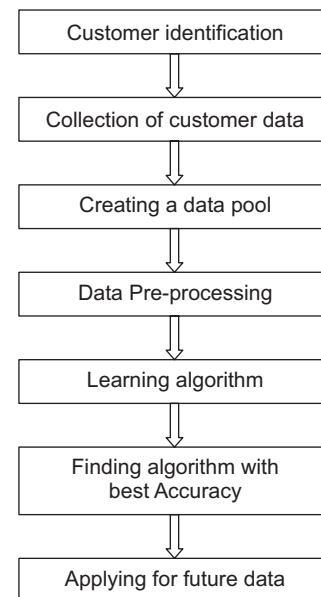 Customer identification
Collection of customer data
Creating a data pool
Data Pre-processing
Learning algorithm
Finding algorithm with
best Accuracy
Applying for future data